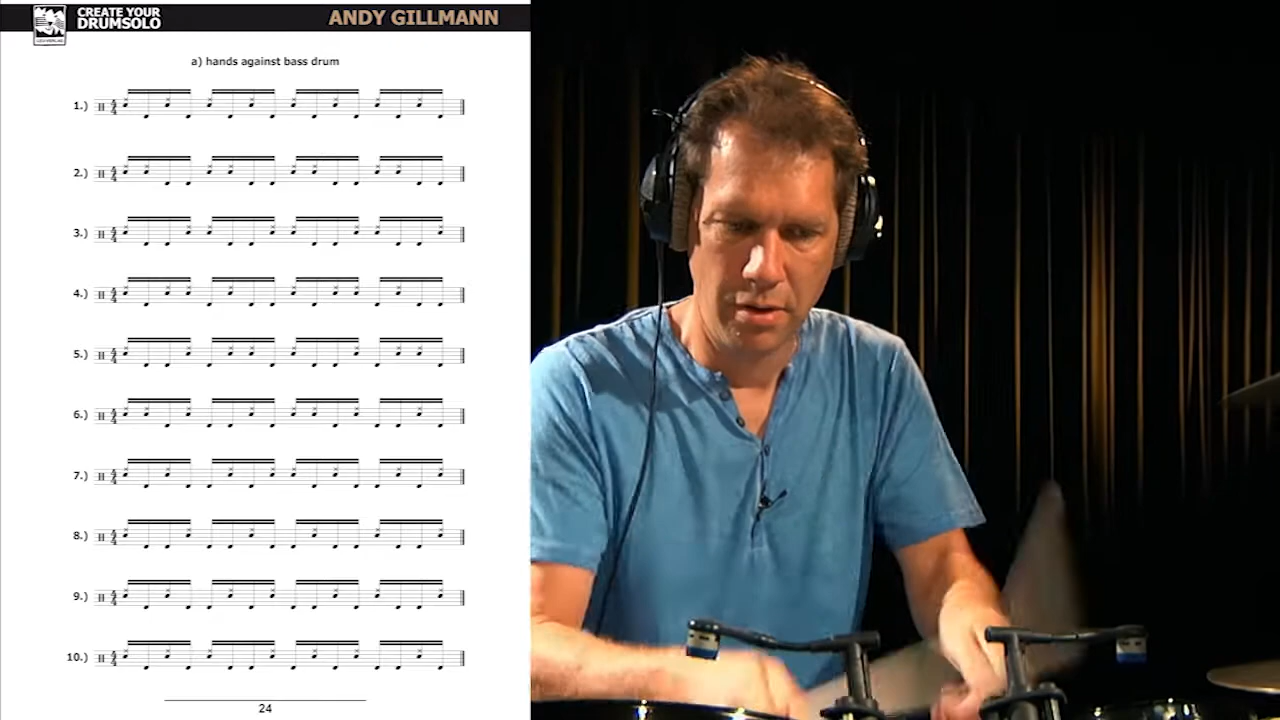 CREATE YOUR
DRUMSOLO
ANDY GILLMANN
a) hands against bass drum
1.)
2.)
3.)
4.)
5.)
6.)
7.)
8.)
9.)
10.)
24